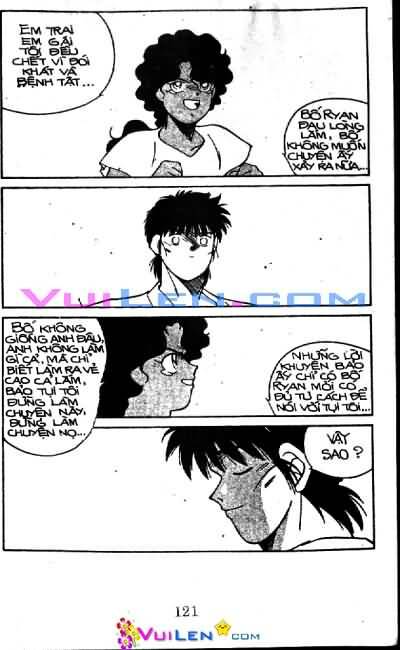 EM TRAI
EM GÁI
TÔI ĐỀU
CHẾT VÌ ĐÓI
KHÁT VÀ
BỆNH TẬT...
BỐ RYAN
ĐAU LÒNG
LẮM, BỐ
KHÔNG MUỐN
CHUYỆN ẤY
XẢY RA NỮA...
VUILEN.COM
BỐ KHÔNG
GIỐNG ANH ĐÂU,
ANH KHÔNG LÀM
GÌ CẢ, MÀ CHỈ
BIẾT LÀM RA VẺ
CAO CẢ LẮM,
BẢO TỤI TÔI
ĐỪNG LÀM
CHUYỆN NÀY,
ĐỪNG LÀM
CHUYỆN NỌ...
NHỮNG LỜI
KHUYÊN BẢO
ẤY CHỈ CÓ BỐ
RYAN MỚI CÓ
ĐỦ TƯ CÁCH ĐỂ
NÓI VỚI TỤI TÔI...
VẬY
SAO?
121
VUILEN.COM